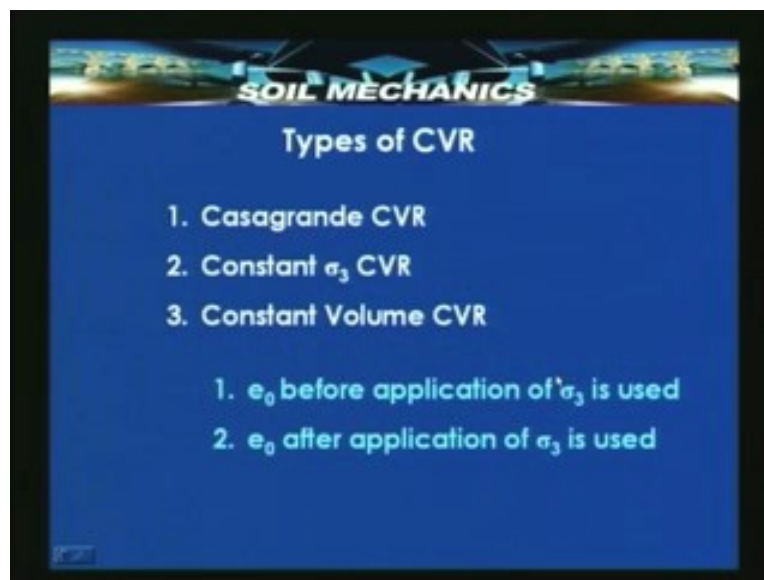 SOIL MECHANICS
Types of CVR
1. Casagrande CVR
2. Constant σ₃ CVR
3. Constant Volume CVR
1. e₀ before application of σ₃ is used
2. e₀ after application of σ₃ is used